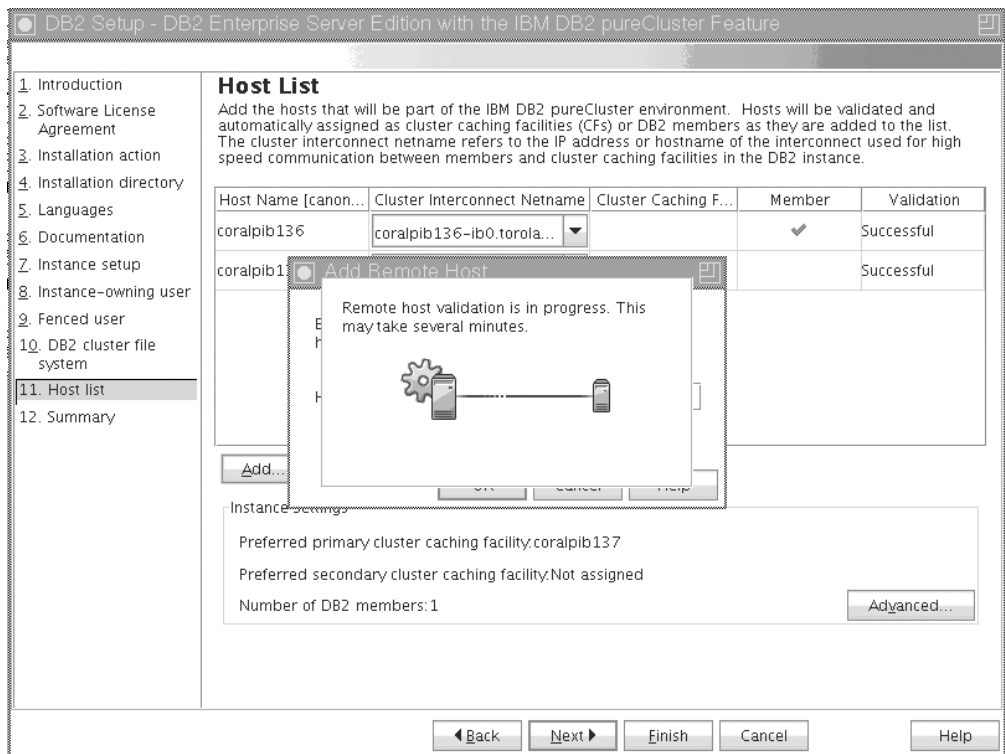 DB2 Setup - DB2 Enterprise Server Edition with the IBM DB2 pureCluster Feature
1. Introduction
2. Software License
Agreement
3. Installation action
4. Installation directory
5. Languages
6. Documentation
7. Instance setup
8. Instance-owning user
9. Fenced user
10. DB2 cluster file
system
11. Host list
12. Summary
Host List
Add the hosts that will be part of the IBM DB2 pureCluster environment. Hosts will be validated and
automatically assigned as cluster caching facilities (CFs) or DB2 members as they are added to the list.
The cluster interconnect netname refers to the IP address or hostname of the interconnect used for high
speed communication between members and cluster caching facilities in the DB2 instance.
Host Name [canon... Cluster Interconnect Netname Cluster Caching F... Member Validation
coralpib136 coralpib136-ib0.torola... Successful
coralpib1 Successful
Add Remote Host
Remote host validation is in progress. This
may take several minutes.
Add...
OK Cancel Help
Instance Settings
Preferred primary cluster caching facility:coralpib137
Preferred secondary cluster caching facility:Not assigned
Number of DB2 members:1
Advanced...
Back Next Finish Cancel Help